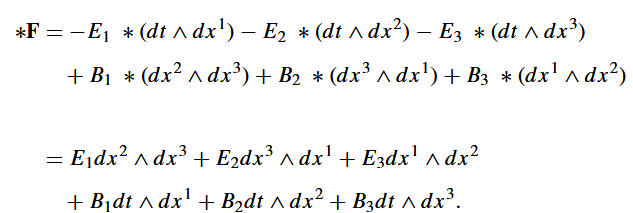 ∗𝐅 = −E₁ ∗(dt ∧ dx¹) − E₂ ∗(dt ∧ dx²) − E₃ ∗(dt ∧ dx³)
+ B₁ ∗(dx² ∧ dx³) + B₂ ∗(dx³ ∧ dx¹) + B₃ ∗(dx¹ ∧ dx²)
= E₁dx² ∧ dx³ + E₂dx³ ∧ dx¹ + E₃dx¹ ∧ dx²
+ B₁dt ∧ dx¹ + B₂dt ∧ dx² + B₃dt ∧ dx³.